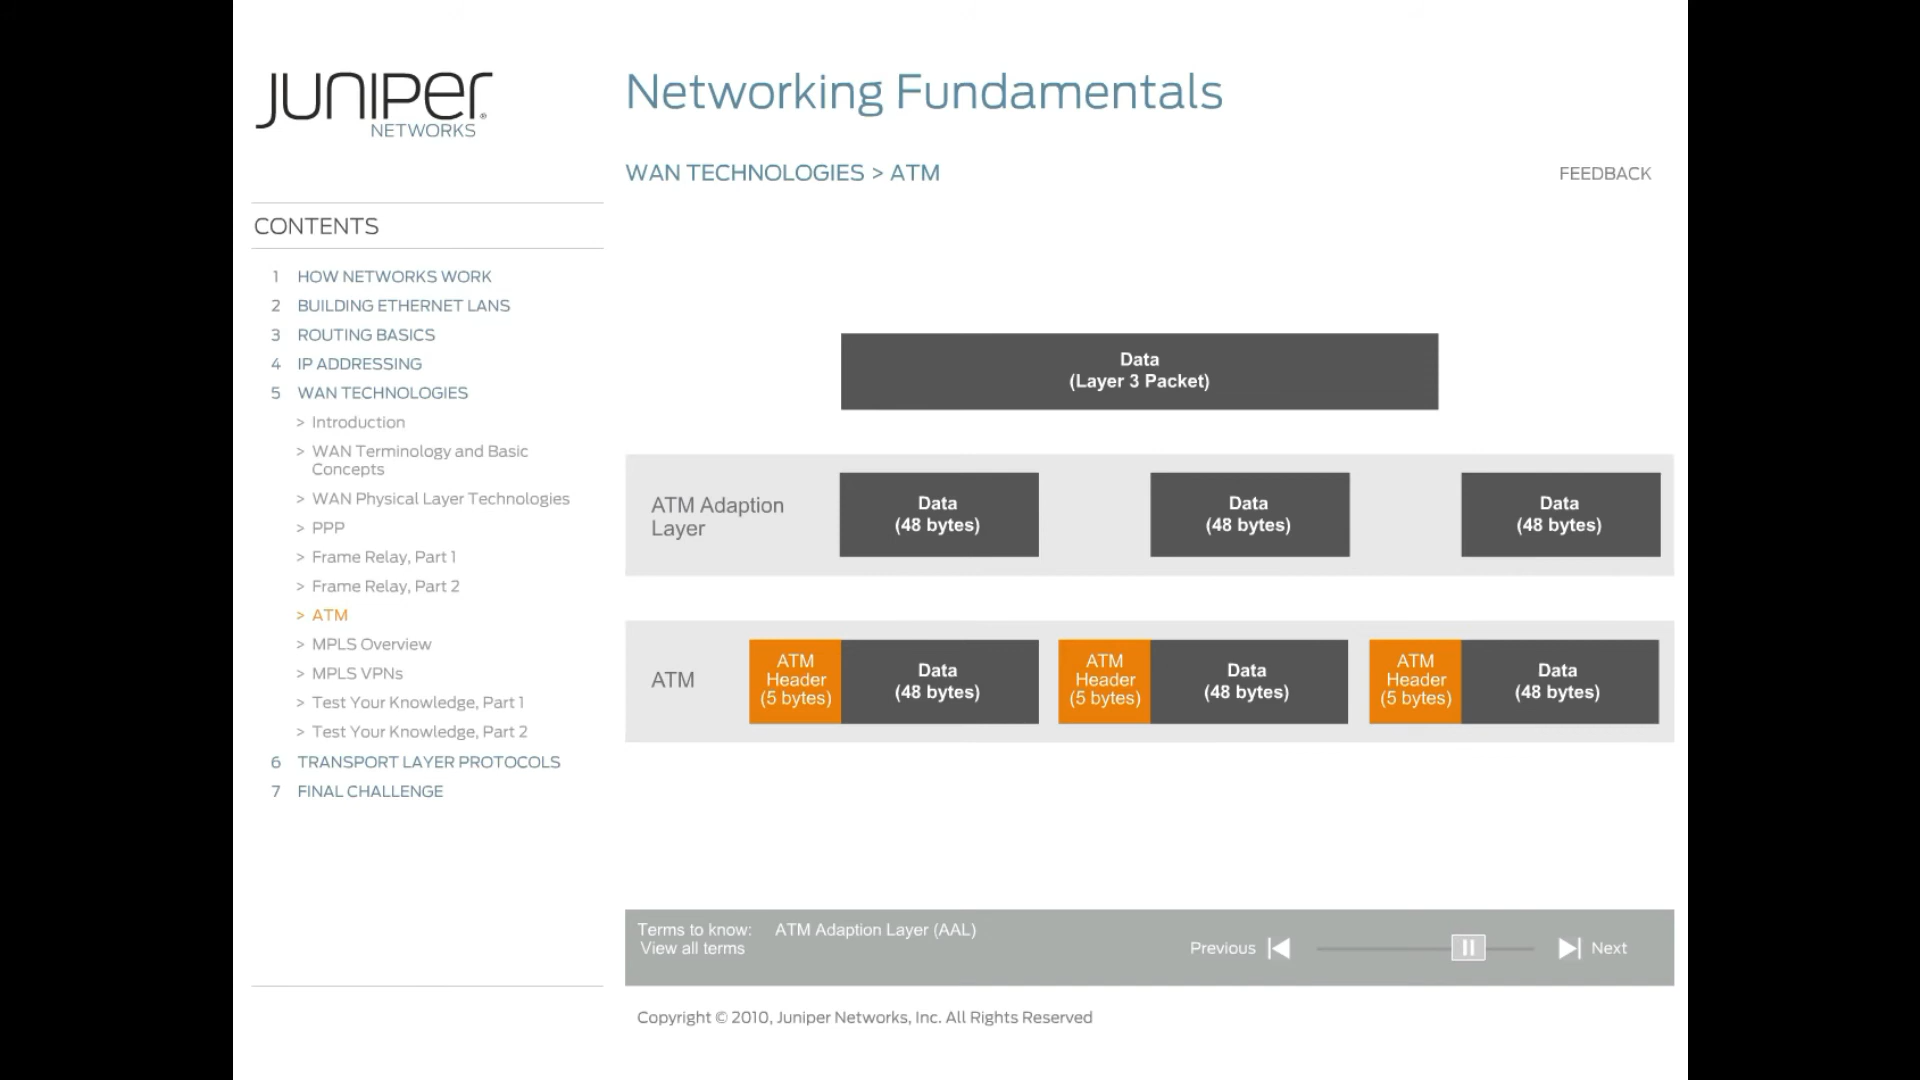 JUNIPER
NETWORKS
Networking Fundamentals
WAN TECHNOLOGIES > ATM
FEEDBACK
CONTENTS
1 HOW NETWORKS WORK
2 BUILDING ETHERNET LANS
3 ROUTING BASICS
4 IP ADDRESSING
5 WAN TECHNOLOGIES
> Introduction
> WAN Terminology and Basic
Concepts
> WAN Physical Layer Technologies
> PPP
> Frame Relay, Part 1
> Frame Relay, Part 2
> ATM
> MPLS Overview
> MPLS VPNs
> Test Your Knowledge, Part 1
> Test Your Knowledge, Part 2
6 TRANSPORT LAYER PROTOCOLS
7 FINAL CHALLENGE
Data
(Layer 3 Packet)
ATM Adaption
Layer
Data
(48 bytes)
Data
(48 bytes)
Data
(48 bytes)
ATM
ATM
Header
(5 bytes)
Data
(48 bytes)
ATM
Header
(5 bytes)
Data
(48 bytes)
ATM
Header
(5 bytes)
Data
(48 bytes)
Terms to know: ATM Adaption Layer (AAL)
View all terms
Previous
Next
Copyright © 2010, Juniper Networks, Inc. All Rights Reserved